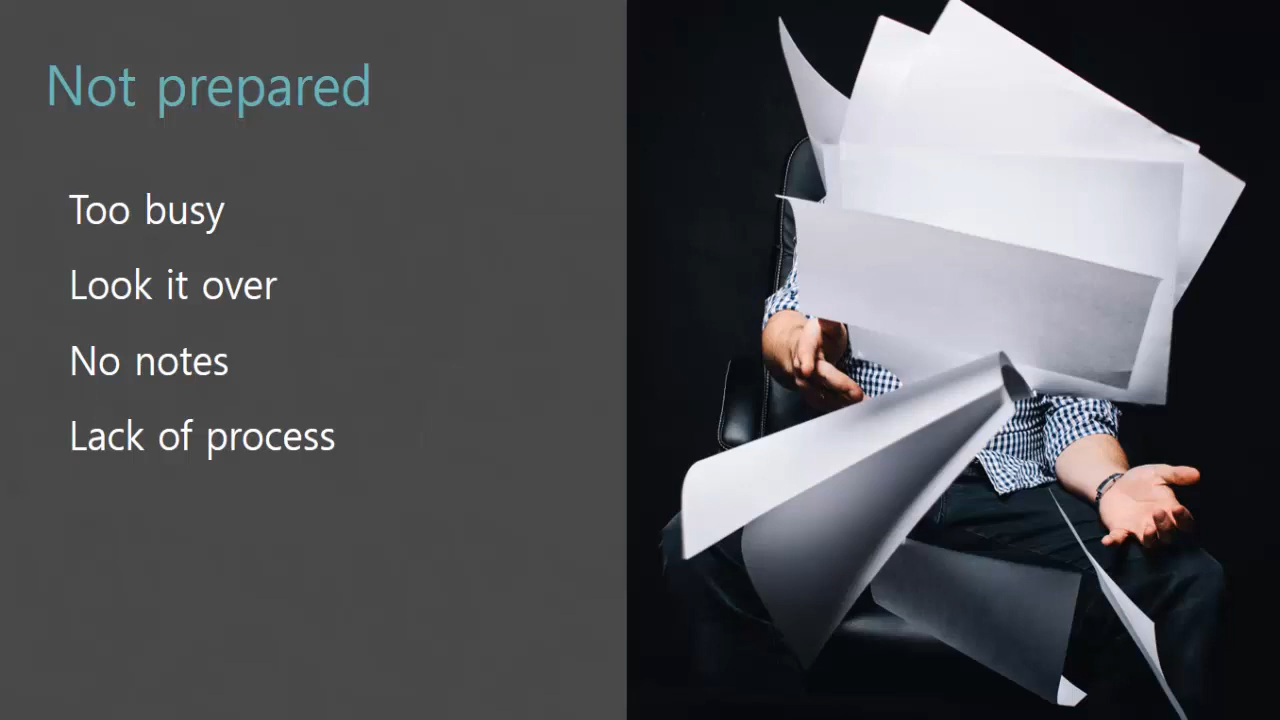 Not prepared
Too busy
Look it over
No notes
Lack of process